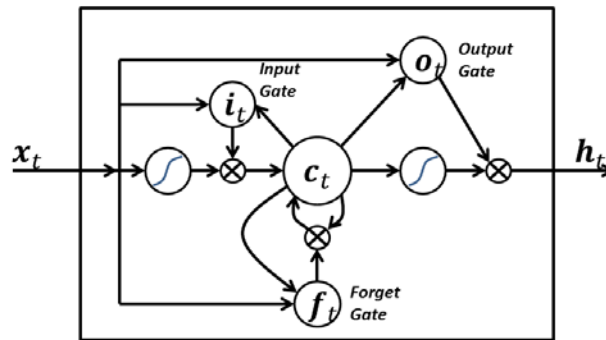 o_t
Output
Gate
Input
Gate
i_t
x_t
c_t
h_t
f_t
Forget
Gate